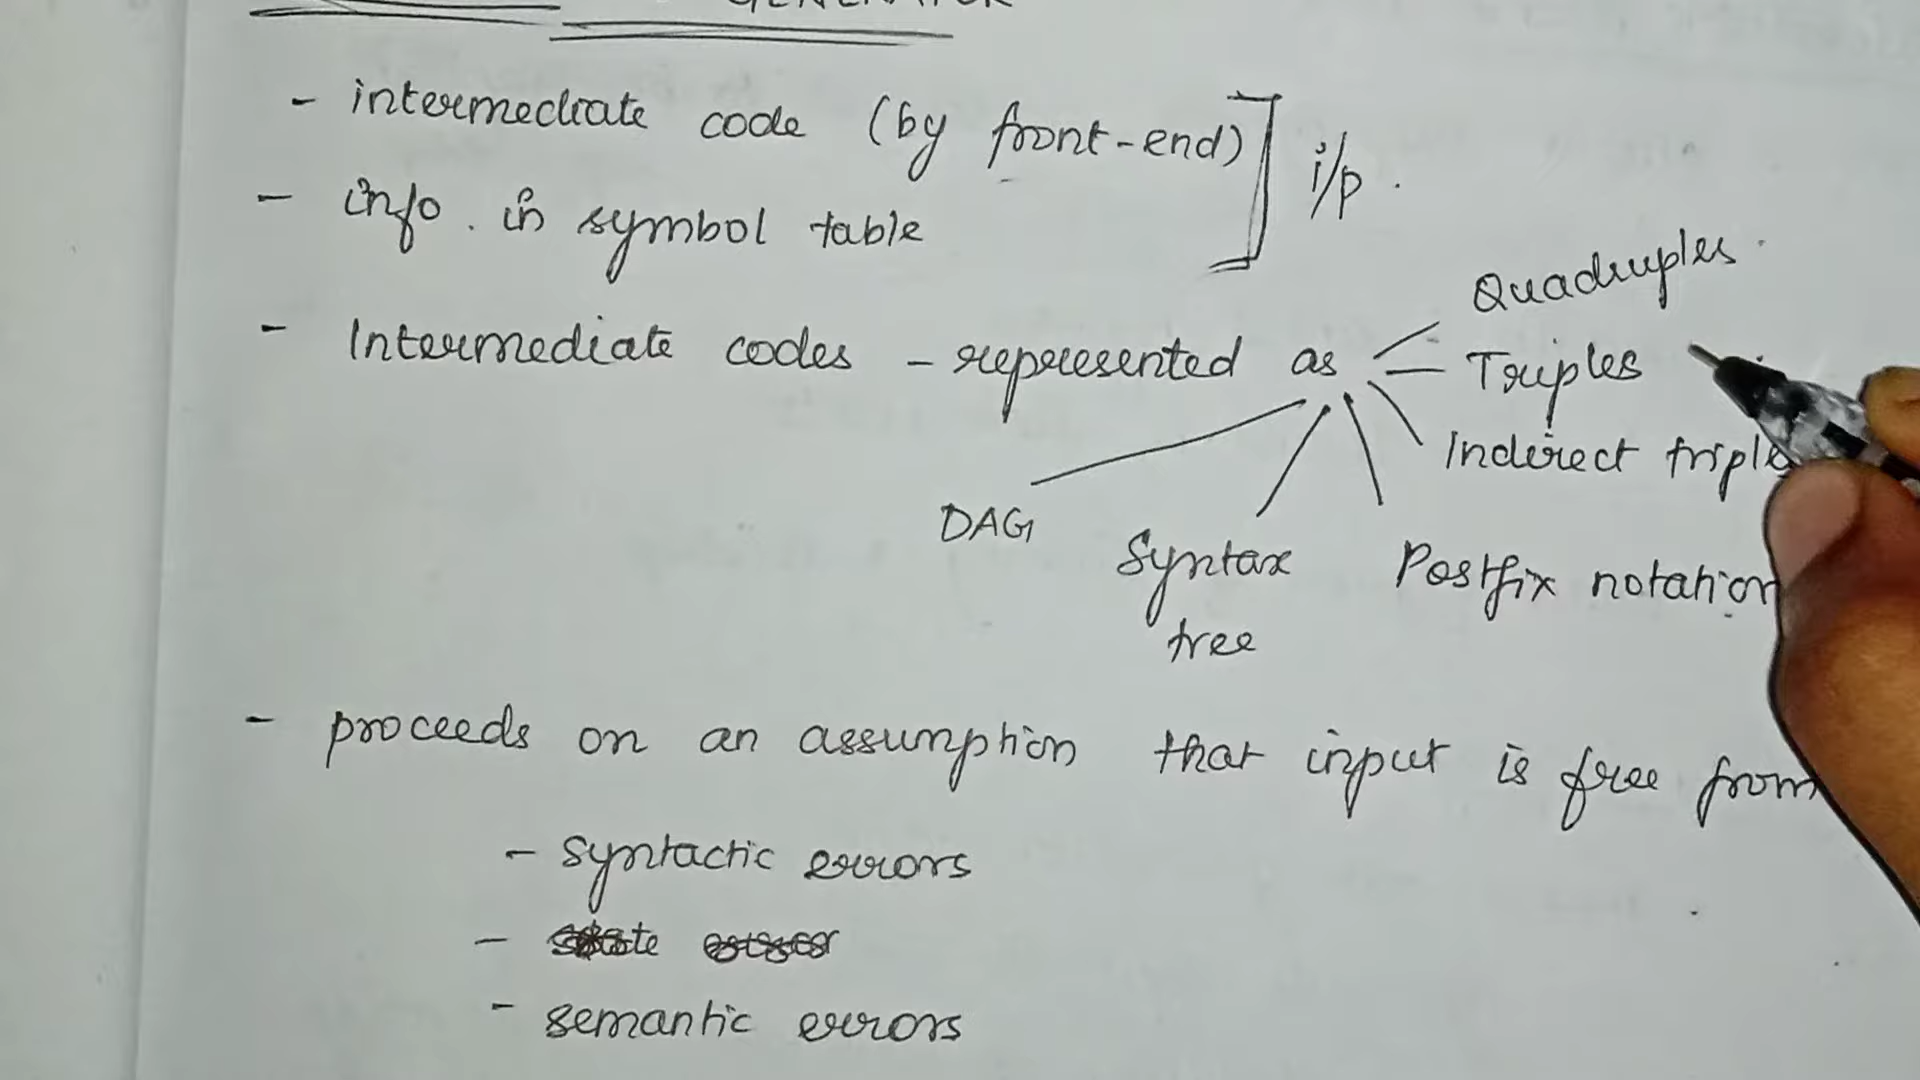 GENERATOR
- intermediate code (by front-end)
i/p.
- info. in symbol table
Quadruples.
- Intermediate codes - represented as
Triples
Indirect triple
DAG
Syntax
tree
Postfix notation
- proceeds on an assumption that input is free from
- syntactic errors
- semantic errors